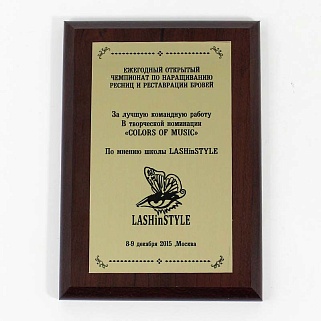 ЕЖЕГОДНЫЙ ОТКРЫТЫЙ
ЧЕМПИОНАТ ПО НАРАЩИВАНИЮ
РЕСНИЦ И РЕСТАВРАЦИИ БРОВЕЙ
За лучшую командную работу
В творческой номинации
«COLORS OF MUSIC»
По мнению школы LASHinSTYLE
LASHinSTYLE
8-9 декабря 2015 ,Москва